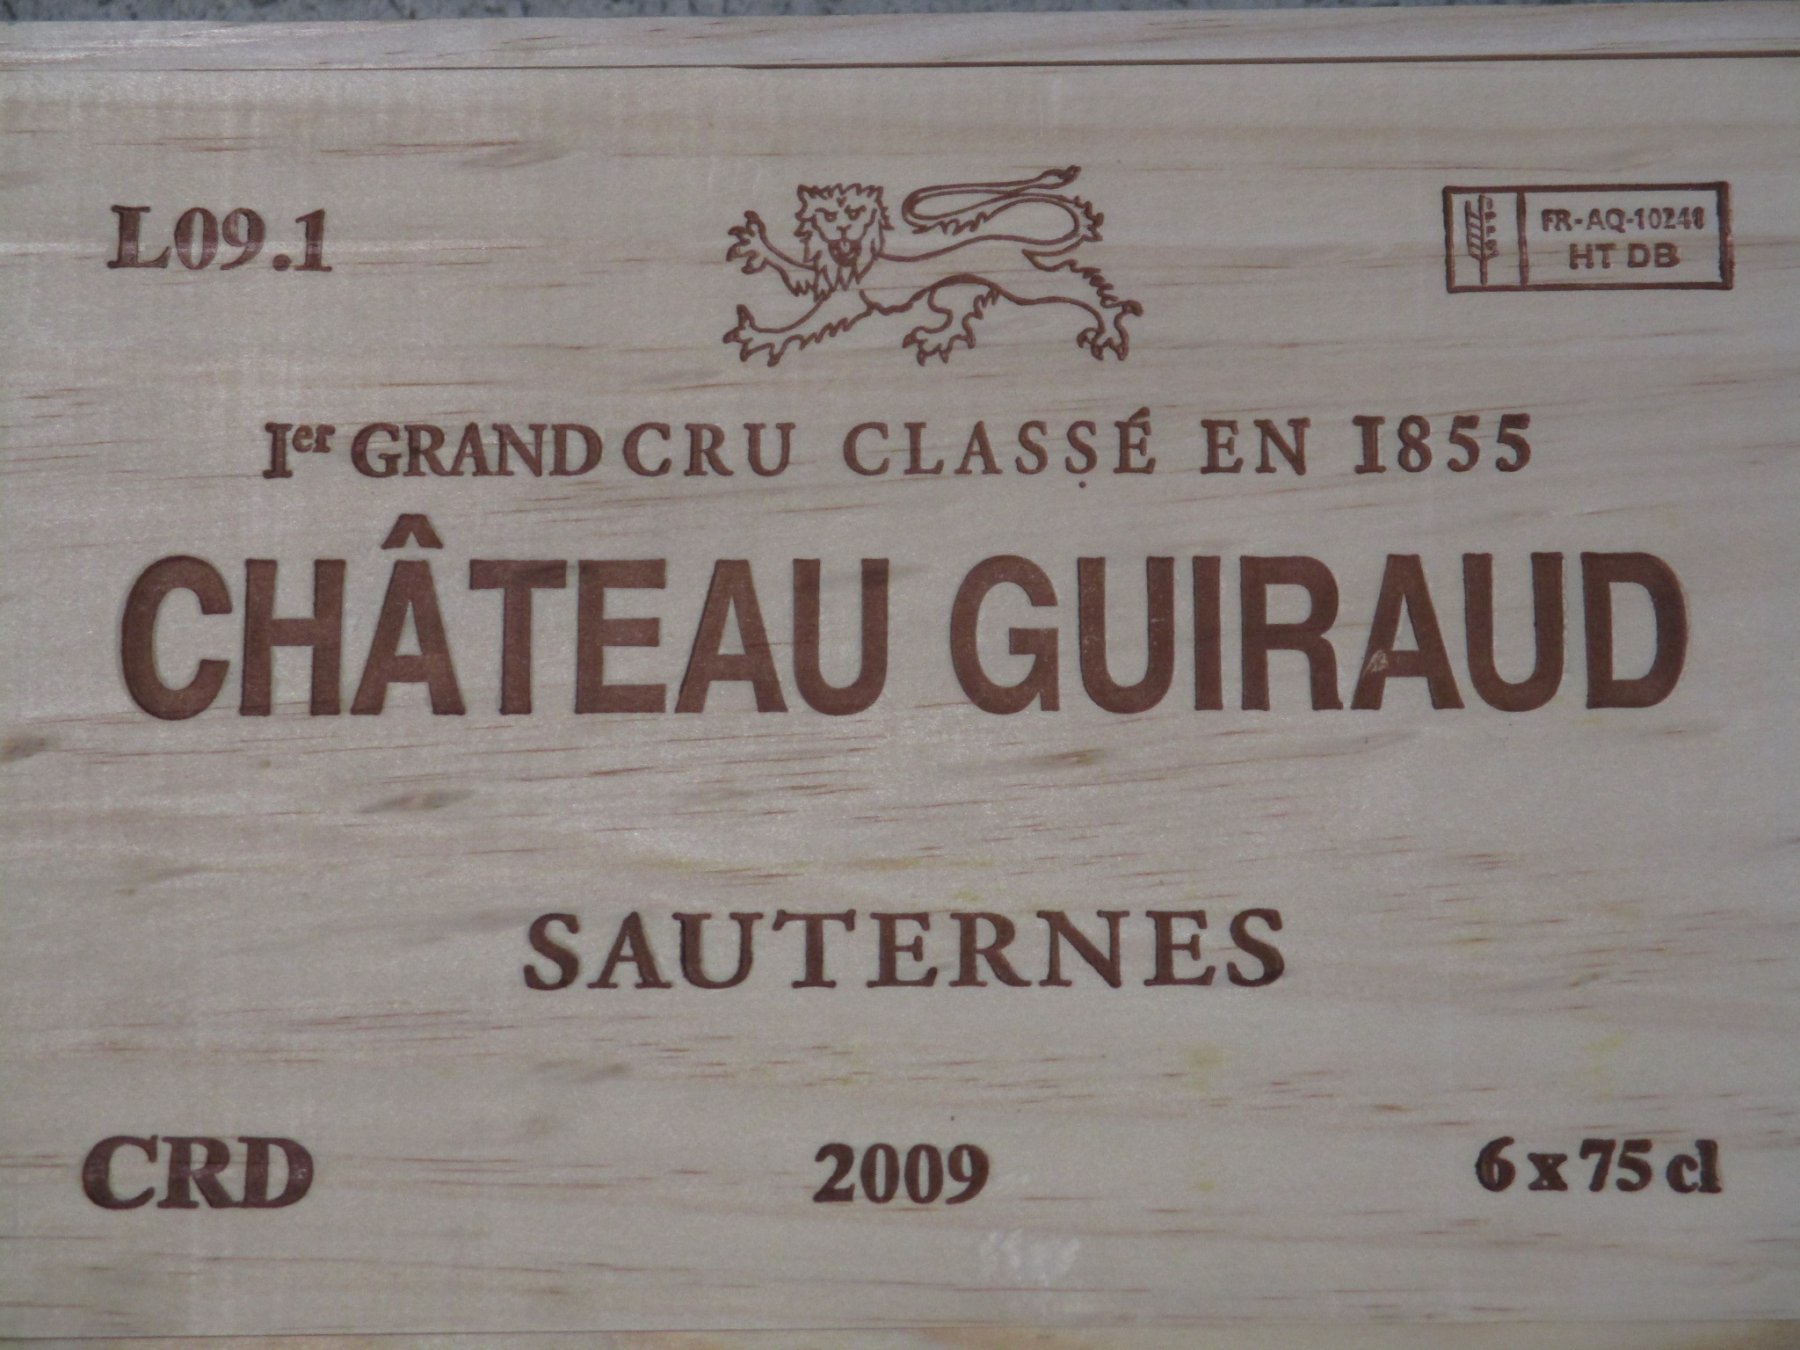 L09.1
FR-AQ-10248
HT DB
Ier GRAND CRU CLASSÉ EN 1855
CHÂTEAU GUIRAUD
SAUTERNES
CRD
2009
6 x 75 cl